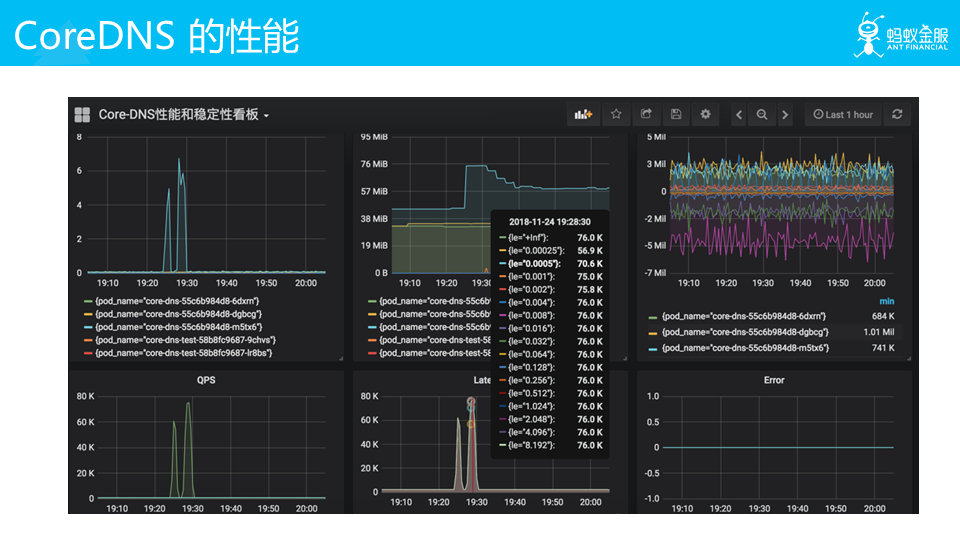 CoreDNS 的性能
蚂蚁金服
ANT FINANCIAL
Core-DNS性能和稳定性看板
Last 1 hour
8
6
4
2
0
19:10 19:20 19:30 19:40 19:50 20:00
{pod_name="core-dns-55c6b984d8-6dxrn"}
{pod_name="core-dns-55c6b984d8-dgbcg"}
{pod_name="core-dns-55c6b984d8-m5tx6"}
{pod_name="core-dns-test-58b8fc9687-9chvs"}
{pod_name="core-dns-test-58b8fc9687-lr8bs"}
95 MiB
76 MiB
57 MiB
38 MiB
19 MiB
0 B
19:10 19:20 19:30
{pod_name="core-dns-55c6b
{pod_name="core-dns-55c6b
{pod_name="core-dns-55c6b
{pod_name="core-dns-test-58
{pod_name="core-dns-test-58
2018-11-24 19:28:30
{le="+Inf"}: 76.0 K
{le="0.00025"}: 56.9 K
{le="0.0005"}: 70.6 K
{le="0.001"}: 75.0 K
{le="0.002"}: 75.8 K
{le="0.004"}: 76.0 K
{le="0.008"}: 76.0 K
{le="0.016"}: 76.0 K
{le="0.032"}: 76.0 K
{le="0.064"}: 76.0 K
{le="0.128"}: 76.0 K
{le="0.256"}: 76.0 K
{le="0.512"}: 76.0 K
{le="1.024"}: 76.0 K
{le="2.048"}: 76.0 K
{le="4.096"}: 76.0 K
{le="8.192"}: 76.0 K
5 Mil
3 Mil
0
-2 Mil
-5 Mil
-7 Mil
19:10 19:20 19:30 19:40 19:50 20:00
min
{pod_name="core-dns-55c6b984d8-6dxrn"} 684 K
{pod_name="core-dns-55c6b984d8-dgbcg"} 1.01 Mil
{pod_name="core-dns-55c6b984d8-m5tx6"} 741 K
QPS
80 K
60 K
40 K
20 K
0
19:10 19:20 19:30 19:40 19:50 20:00
Late
80 K
60 K
40 K
20 K
0
19:10 19:20 19:30 19:40 19:50 20:00
Error
1.0
0.5
0
-0.5
-1.0
19:10 19:20 19:30 19:40 19:50 20:00